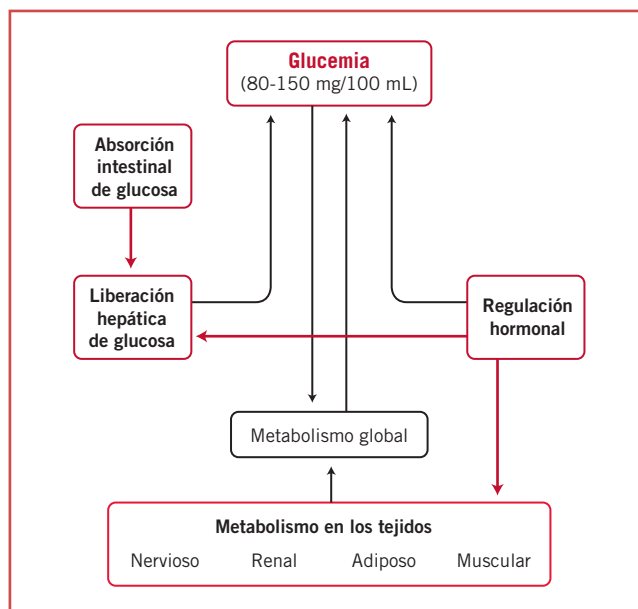 Glucemia
(80-150 mg/100 mL)
Absorción
intestinal
de glucosa
Liberación
hepática
de glucosa
Regulación
hormonal
Metabolismo global
Metabolismo en los tejidos
Nervioso Renal Adiposo Muscular